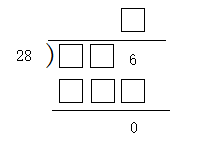 □
28 ) □ □ 6
□ □ □
0